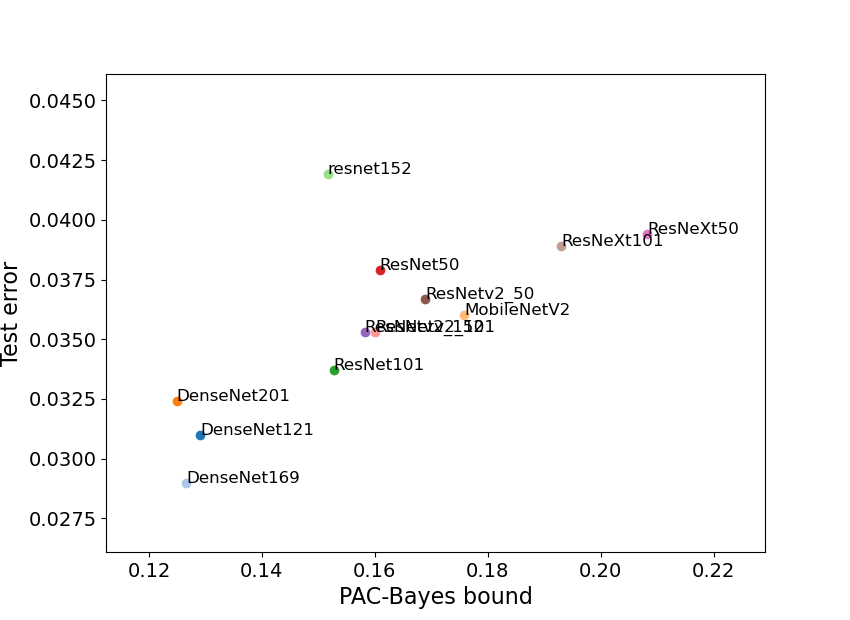 0.0450
0.0425
0.0400
0.0375
0.0350
0.0325
0.0300
0.0275
Test error
resnet152
ResNeXt50
ResNeXt101
ResNet50
ResNetv2_50
MobileNetV2
ResNet101
DenseNet201
DenseNet121
DenseNet169
0.12 0.14 0.16 0.18 0.20 0.22
PAC-Bayes bound